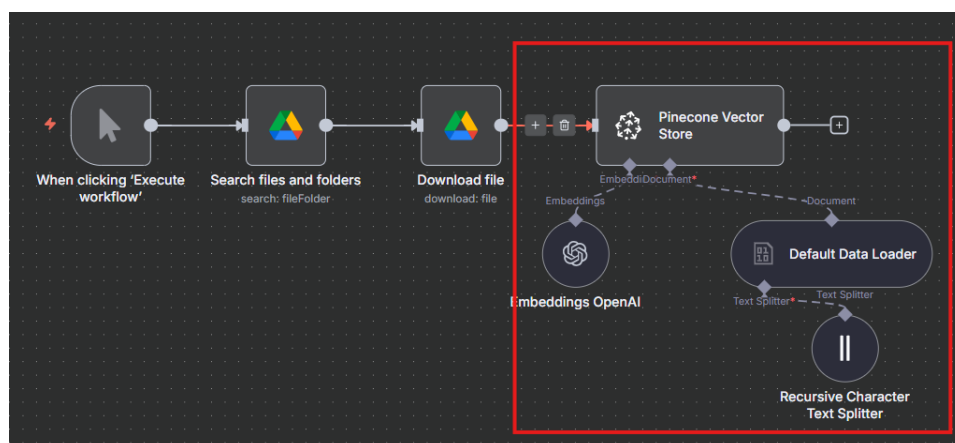 When clicking ‘Execute
workflow’
Search files and folders
search: fileFolder
Download file
download: file
Pinecone Vector
Store
EmbeddiDocument*
Embeddings
Document
Embeddings OpenAI
Default Data Loader
Text Splitter*
Text Splitter
Recursive Character
Text Splitter